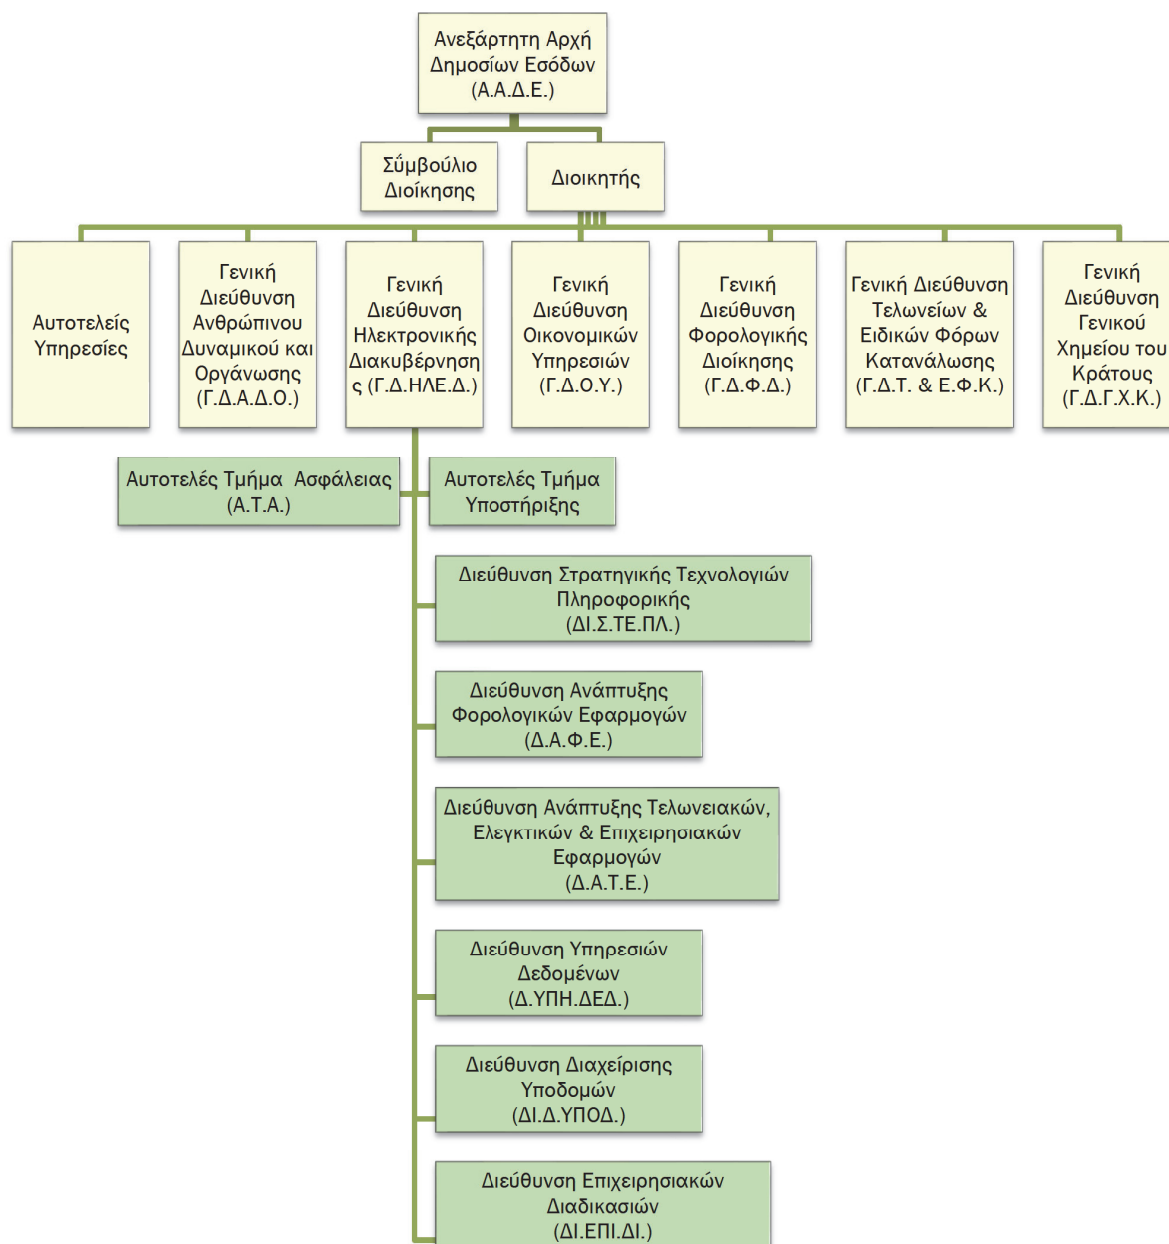 Ανεξάρτητη Αρχή
Δημοσίων Εσόδων
(Α.Α.Δ.Ε.)
Σΰμβούλιο
Διοίκησης
Διοικητής
Αυτοτελείς
Υπηρεσίες
Γενική
Διεύθυνση
Ανθρώπινου
Δυναμικού και
Οργάνωσης
(Γ.Δ.Α.Δ.Ο.)
Γενική
Διεύθυνση
Ηλεκτρονικής
Διακυβέρνηση
ς (Γ.Δ.ΗΛΕ.Δ.)
Γενική
Διεύθυνση
Οικονομικών
Υπηρεσιών
(Γ.Δ.Ο.Υ.)
Γενική
Διεύθυνση
Φορολογικής
Διοίκησης
(Γ.Δ.Φ.Δ.)
Γενική Διεύθυνση
Τελωνείων &
Ειδικών Φόρων
Κατανάλωσης
(Γ.Δ.Τ. & Ε.Φ.Κ.)
Γενική
Διεύθυνση
Γενικού
Χημείου του
Κράτους
(Γ.Δ.Γ.Χ.Κ.)
Αυτοτελές Τμήμα Ασφάλειας
(Α.Τ.Α.)
Αυτοτελές Τμήμα
Υποστήριξης
Διεύθυνση Στρατηγικής Τεχνολογιών
Πληροφορικής
(ΔΙ.Σ.ΤΕ.ΠΛ.)
Διεύθυνση Ανάπτυξης
Φορολογικών Εφαρμογών
(Δ.Α.Φ.Ε.)
Διεύθυνση Ανάπτυξης Τελωνειακών,
Ελεγκτικών & Επιχειρησιακών
Εφαρμογών
(Δ.Α.Τ.Ε.)
Διεύθυνση Υπηρεσιών
Δεδομένων
(Δ.ΥΠΗ.ΔΕΔ.)
Διεύθυνση Διαχείρισης
Υποδομών
(ΔΙ.Δ.ΥΠΟΔ.)
Διεύθυνση Επιχειρησιακών
Διαδικασιών
(ΔΙ.ΕΠΙ.ΔΙ.)